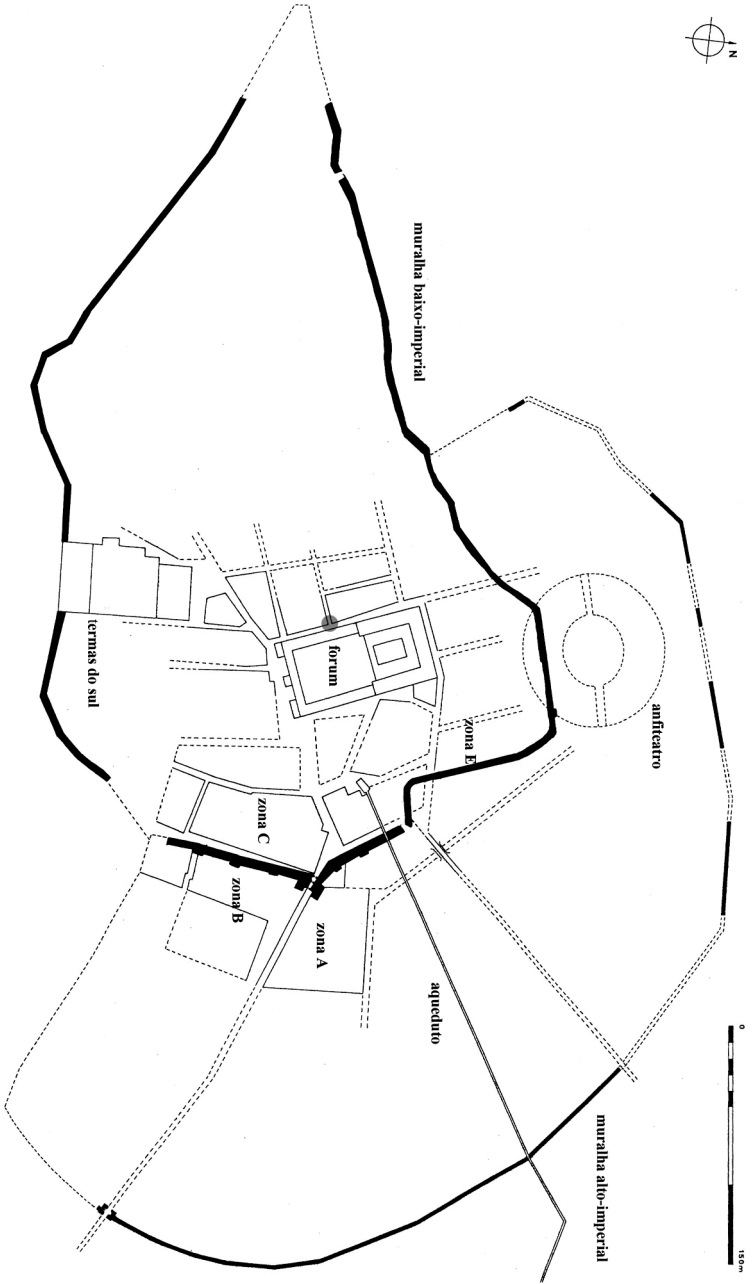 N
muralha baixo-imperial
anfiteatro
forum
termas do sul
zona E
zona C
zona B
zona A
aqueduto
muralha alto-imperial
0
150m